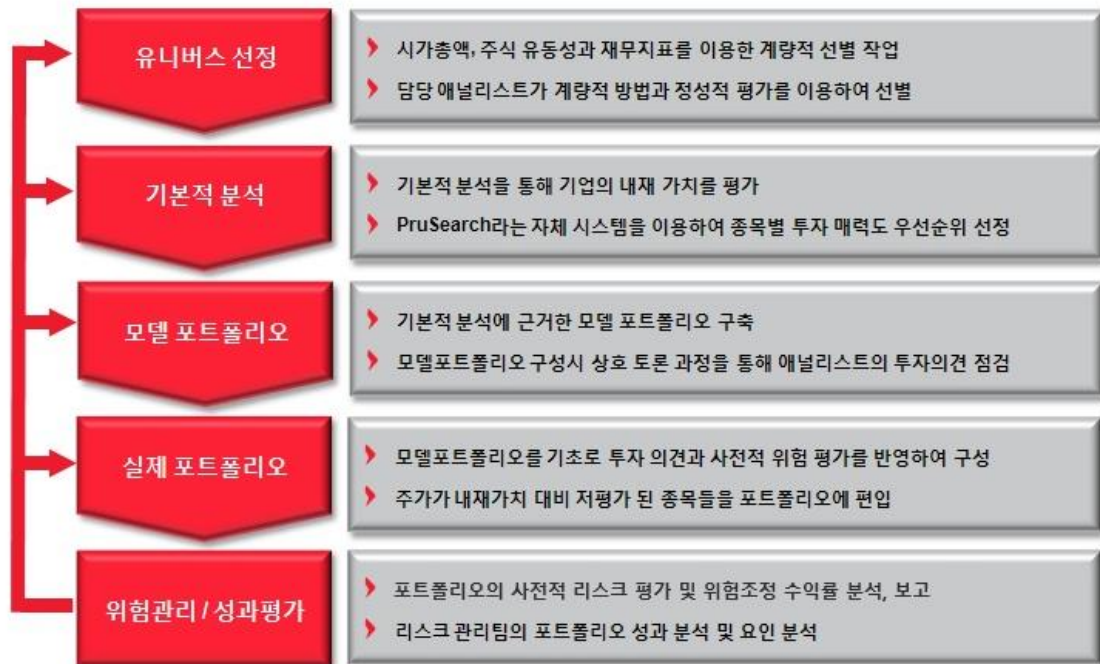 유니버스 선정
시가총액, 주식 유동성과 재무지표를 이용한 계량적 선별 작업
담당 애널리스트가 계량적 방법과 정성적 평가를 이용하여 선별
기본적 분석
기본적 분석을 통해 기업의 내재 가치를 평가
PruSearch라는 자체 시스템을 이용하여 종목별 투자 매력도 우선순위 선정
모델 포트폴리오
기본적 분석에 근거한 모델 포트폴리오 구축
모델포트폴리오 구성시 상호 토론 과정을 통해 애널리스트의 투자의견 점검
실제 포트폴리오
모델포트폴리오를 기초로 투자 의견과 사전적 위험 평가를 반영하여 구성
주가가 내재가치 대비 저평가 된 종목들을 포트폴리오에 편입
위험관리 / 성과평가
포트폴리오의 사전적 리스크 평가 및 위험조정 수익률 분석, 보고
리스크 관리팀의 포트폴리오 성과 분석 및 요인 분석